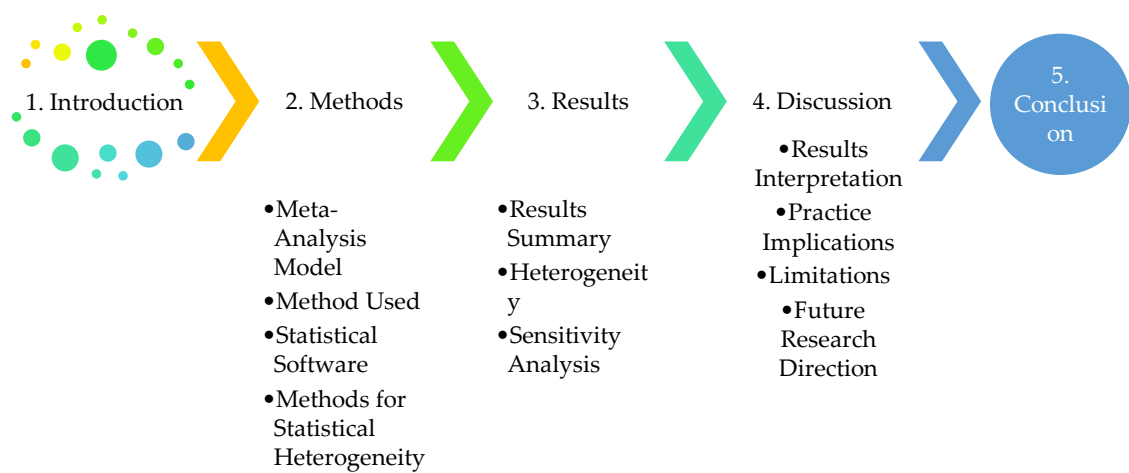 1. Introduction
2. Methods
•Meta-
Analysis
Model
•Method Used
•Statistical
Software
•Methods for
Statistical
Heterogeneity
3. Results
•Results
Summary
•Heterogeneit
y
•Sensitivity
Analysis
4. Discussion
•Results
Interpretation
•Practice
Implications
•Limitations
•Future
Research
Direction
5.
Conclusi
on